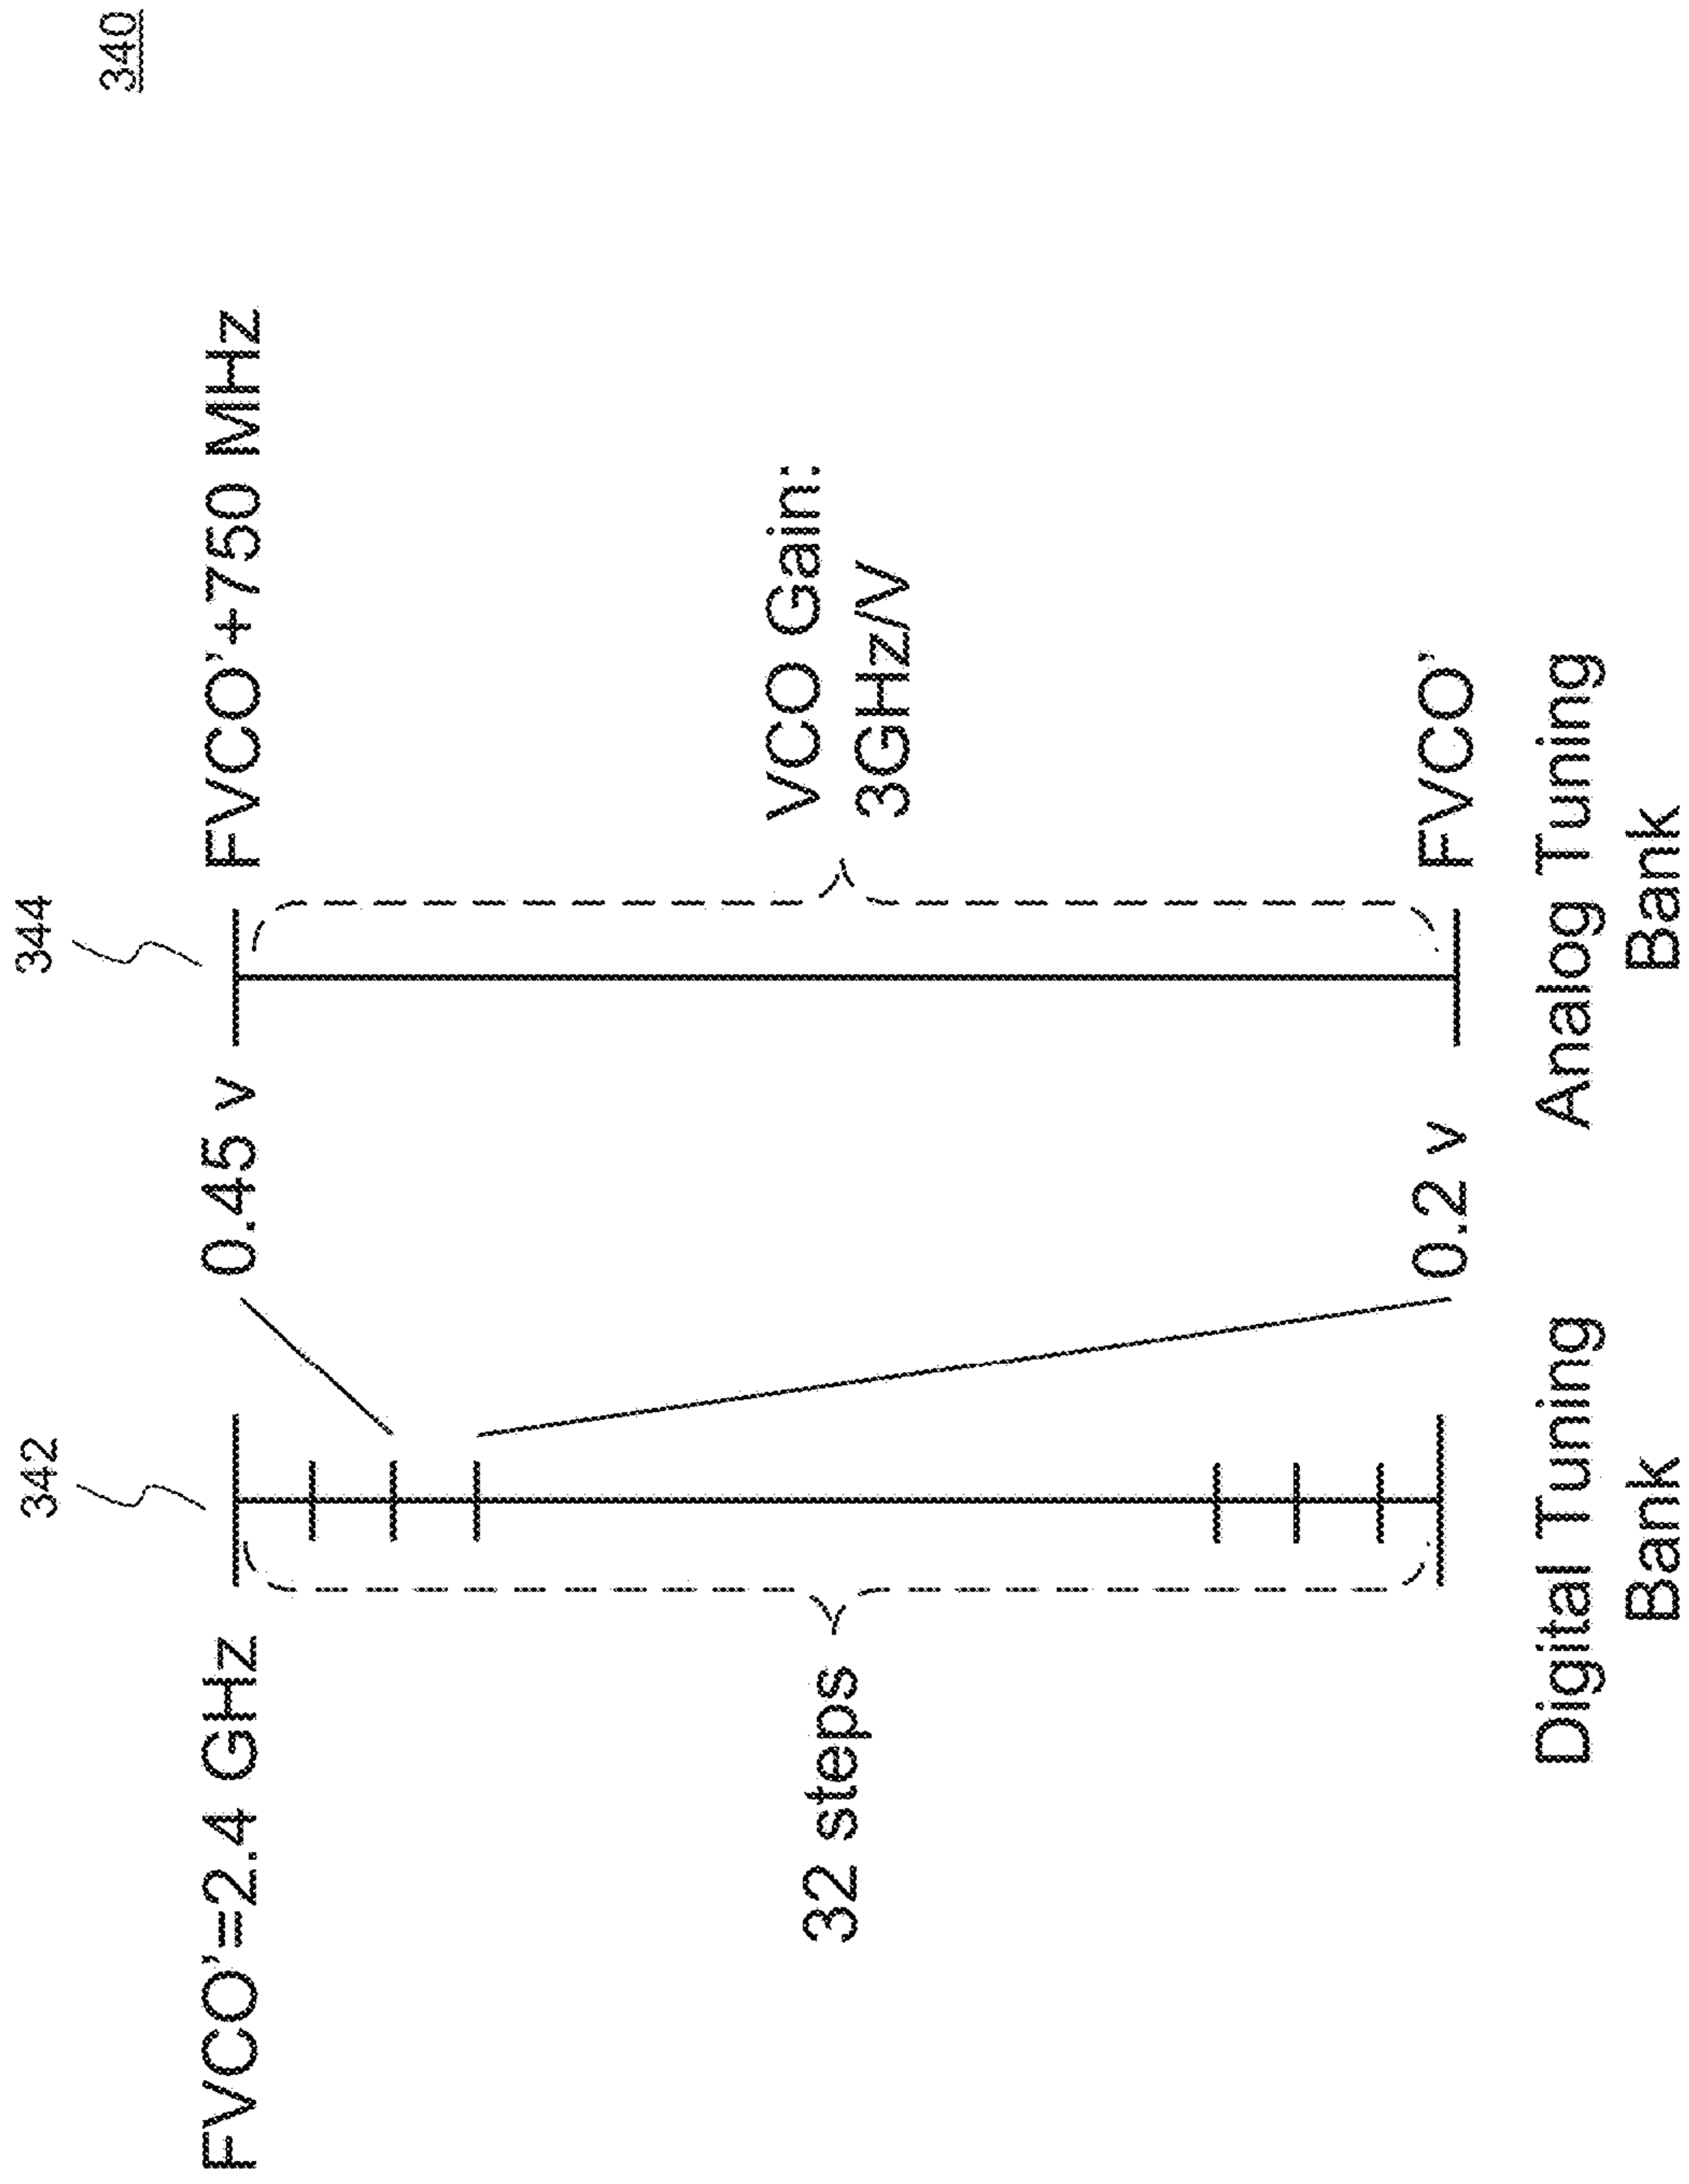 340
342
344
FVCO'=2.4 GHz
0.45 v
FVCO'+750 MHz
32 steps
VCO Gain:
3GHz/V
0.2 v
FVCO'
Digital Tuning
Bank
Analog Tuning
Bank